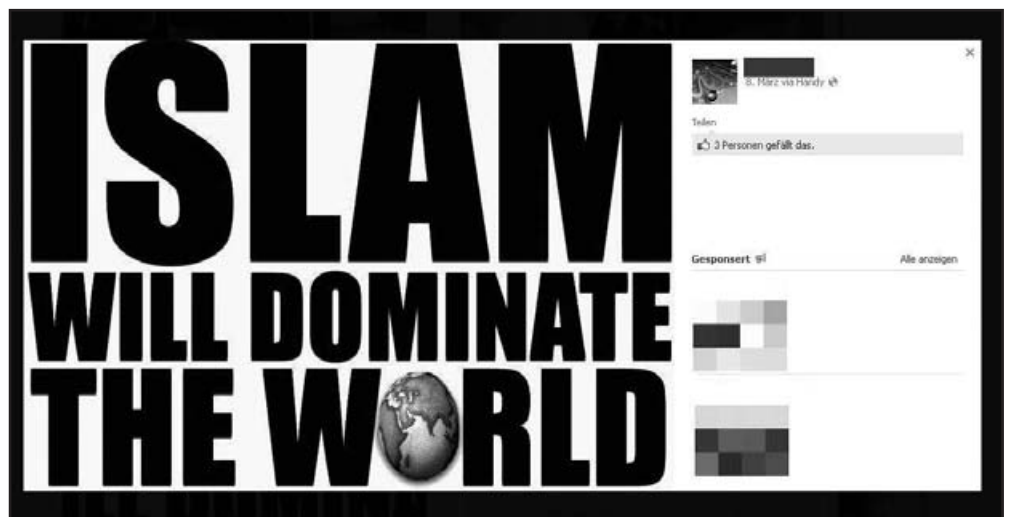 ISLAM
WILL DOMINATE
THE WORLD
8. März via Handy
Teilen
3 Personen gefällt das.
Gesponsert
Alle anzeigen